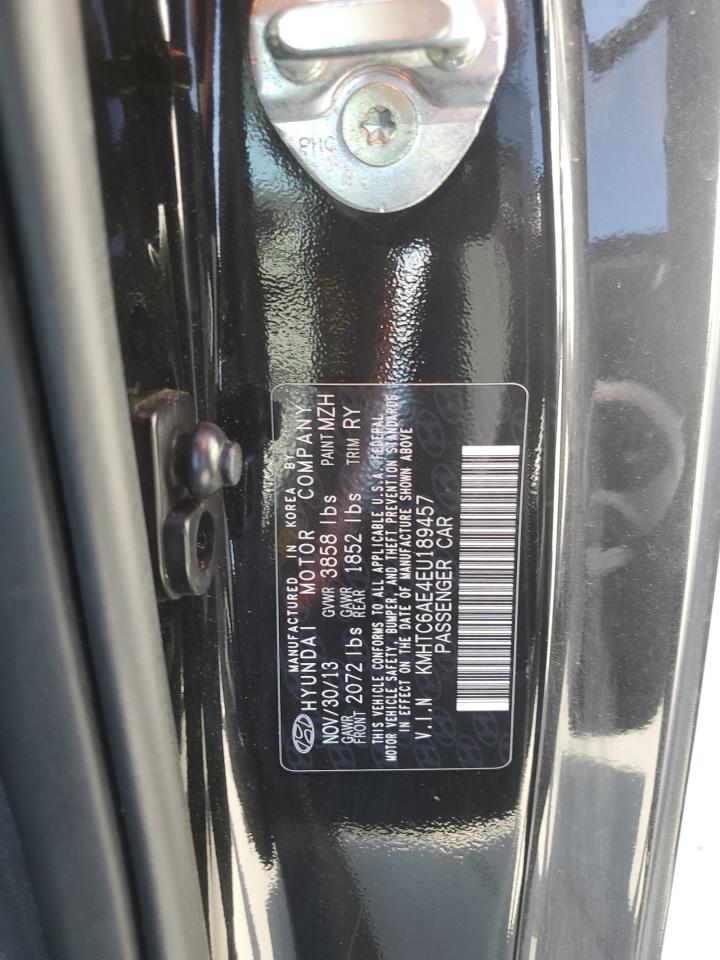 PHC
MANUFACTURED IN KOREA BY
HYUNDAI MOTOR COMPANY
NOV/30/13 GVWR 3858 lbs PAINT MZH
GAWR FRONT 2072 lbs GAWR REAR 1852 lbs TRIM RY
THIS VEHICLE CONFORMS TO ALL APPLICABLE U.S.A. FEDERAL
MOTOR VEHICLE SAFETY, BUMPER, AND THEFT PREVENTION STANDARDS
IN EFFECT ON THE DATE OF MANUFACTURE SHOWN ABOVE
V.I.N KMHTC6AE4EU189457
PASSENGER CAR